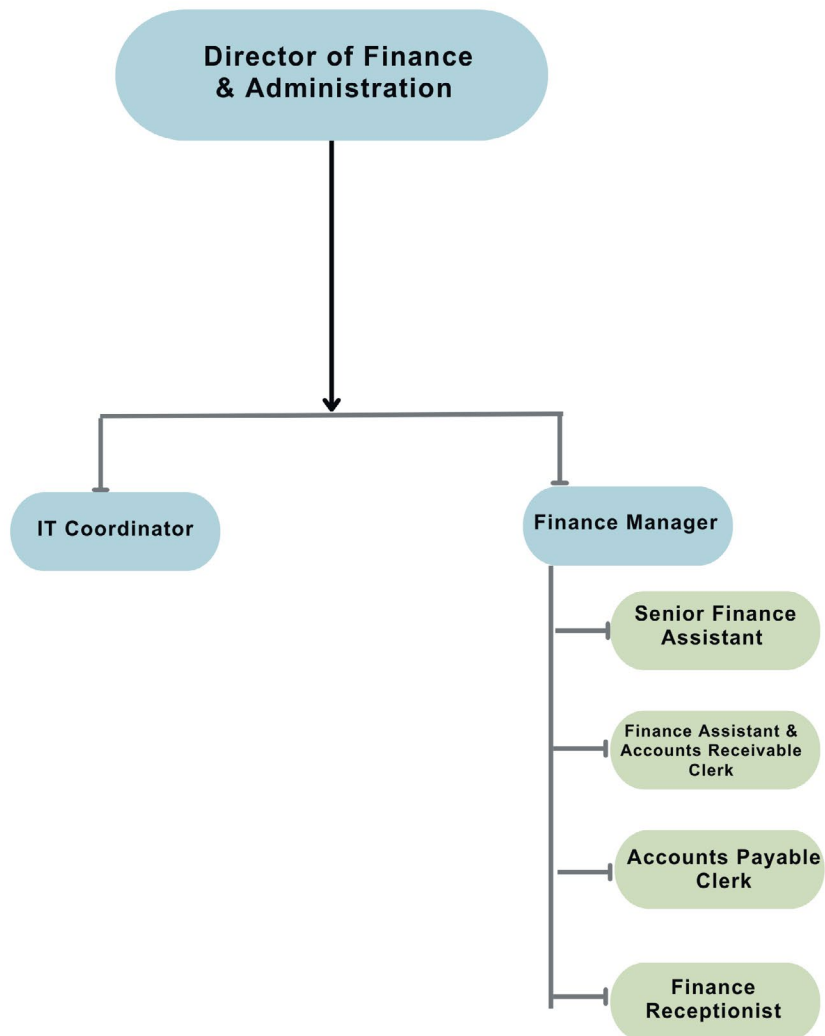 Director of Finance
& Administration
IT Coordinator
Finance Manager
Senior Finance
Assistant
Finance Assistant &
Accounts Receivable
Clerk
Accounts Payable
Clerk
Finance
Receptionist